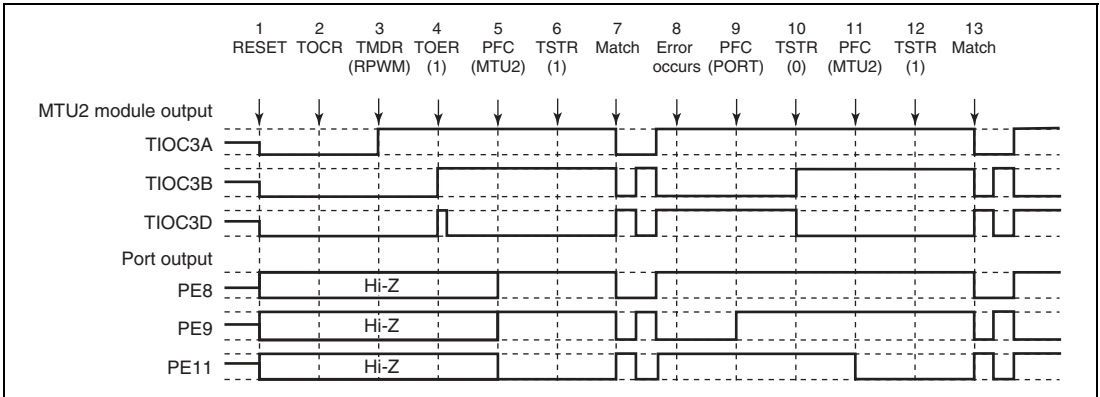 1 2 3 4 5 6 7 8 9 10 11 12 13
RESET TOCR TMDR TOER PFC TSTR Match Error PFC TSTR PFC TSTR Match
(RPWM) (1) (MTU2) (1) occurs (PORT) (0) (MTU2) (1)
MTU2 module output
TIOC3A
TIOC3B
TIOC3D
Port output
PE8 Hi-Z
PE9 Hi-Z
PE11 Hi-Z